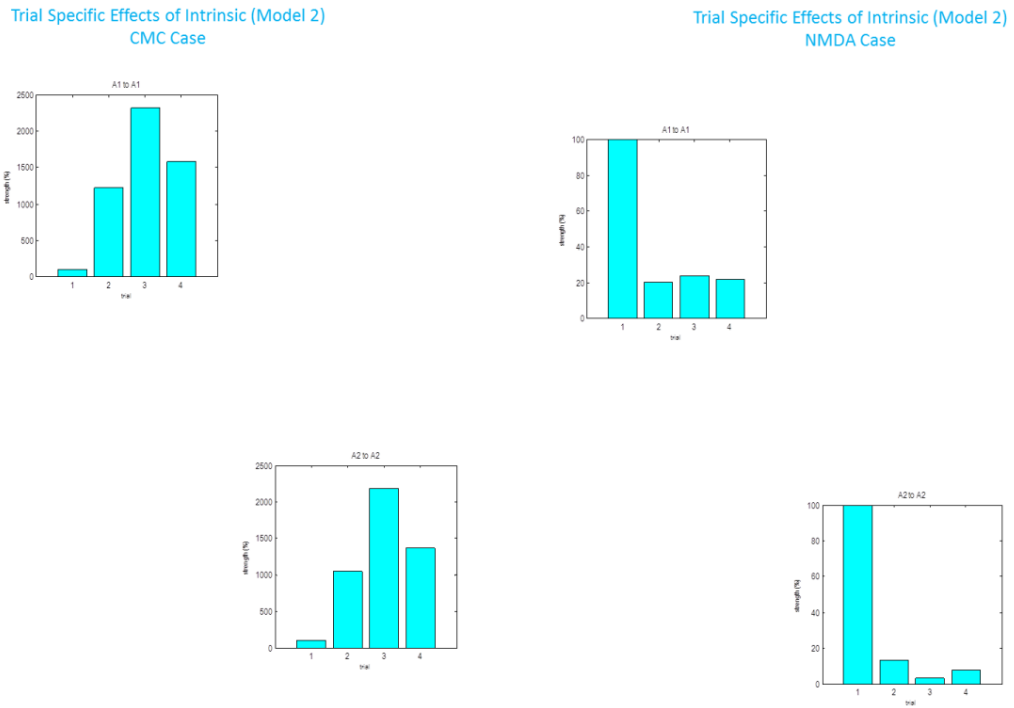 Trial Specific Effects of Intrinsic (Model 2)
CMC Case
Trial Specific Effects of Intrinsic (Model 2)
NMDA Case
A1 to A1
strength (%)
2500
2000
1500
1000
500
0
1 2 3 4
trial
A1 to A1
strength (%)
100
80
60
40
20
0
1 2 3 4
trial
A2 to A2
strength (%)
2500
2000
1500
1000
500
0
1 2 3 4
trial
A2 to A2
strength (%)
100
80
60
40
20
0
1 2 3 4
trial